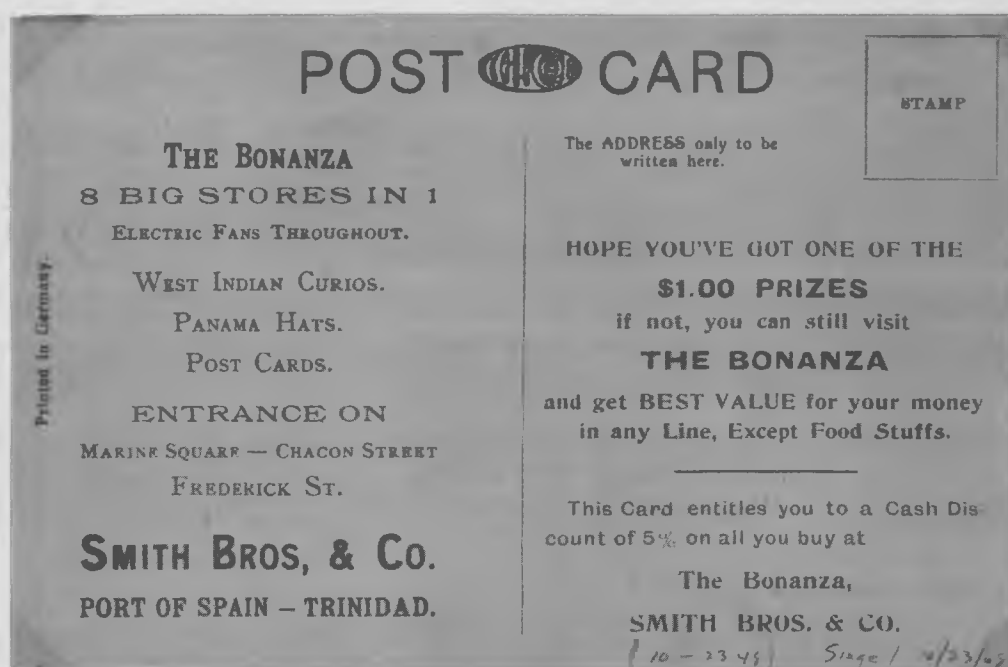 POST CARD
STAMP
The ADDRESS only to be
written here.
Printed in Germany.
THE BONANZA
8 BIG STORES IN 1
ELECTRIC FANS THROUGHOUT.
WEST INDIAN CURIOS.
PANAMA HATS.
POST CARDS.
ENTRANCE ON
MARINE SQUARE — CHACON STREET
FREDERICK ST.
SMITH BROS, & CO.
PORT OF SPAIN – TRINIDAD.
HOPE YOU'VE GOT ONE OF THE
$1.00 PRIZES
if not, you can still visit
THE BONANZA
and get BEST VALUE for your money
in any Line, Except Food Stuffs.
This Card entitles you to a Cash Dis-
count of 5% on all you buy at
The Bonanza,
SMITH BROS. & CO.
10 – 23 45